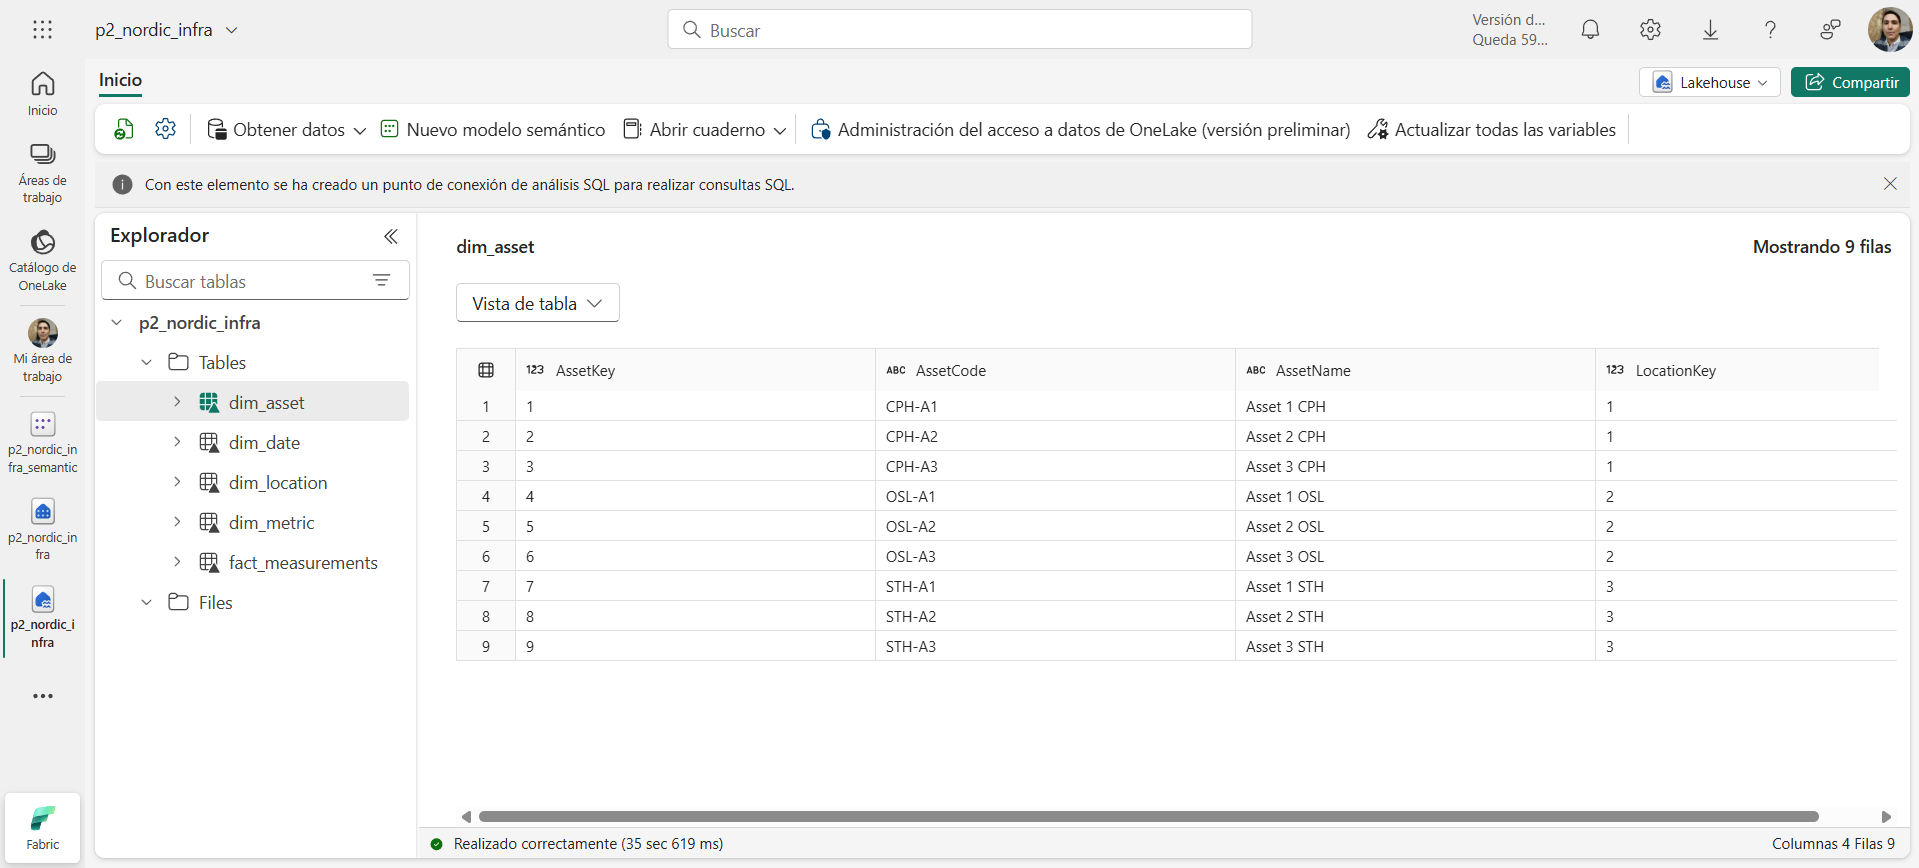 p2_nordic_infra
Buscar
Versión d...
Queda 59...
Inicio
Lakehouse
Compartir
Obtener datos
Nuevo modelo semántico
Abrir cuaderno
Administración del acceso a datos de OneLake (versión preliminar)
Actualizar todas las variables
Con este elemento se ha creado un punto de conexión de análisis SQL para realizar consultas SQL.
Inicio
Áreas de
trabajo
Catálogo de
OneLake
Mi área de
trabajo
p2_nordic_in
fra_semantic
p2_nordic_in
fra
p2_nordic_i
nfra
Fabric
Explorador
Buscar tablas
p2_nordic_infra
Tables
dim_asset
dim_date
dim_location
dim_metric
fact_measurements
Files
dim_asset
Mostrando 9 filas
Vista de tabla
123 AssetKey ABC AssetCode ABC AssetName 123 LocationKey
1 1 CPH-A1 Asset 1 CPH 1
2 2 CPH-A2 Asset 2 CPH 1
3 3 CPH-A3 Asset 3 CPH 1
4 4 OSL-A1 Asset 1 OSL 2
5 5 OSL-A2 Asset 2 OSL 2
6 6 OSL-A3 Asset 3 OSL 2
7 7 STH-A1 Asset 1 STH 3
8 8 STH-A2 Asset 2 STH 3
9 9 STH-A3 Asset 3 STH 3
Realizado correctamente (35 sec 619 ms)
Columnas 4 Filas 9